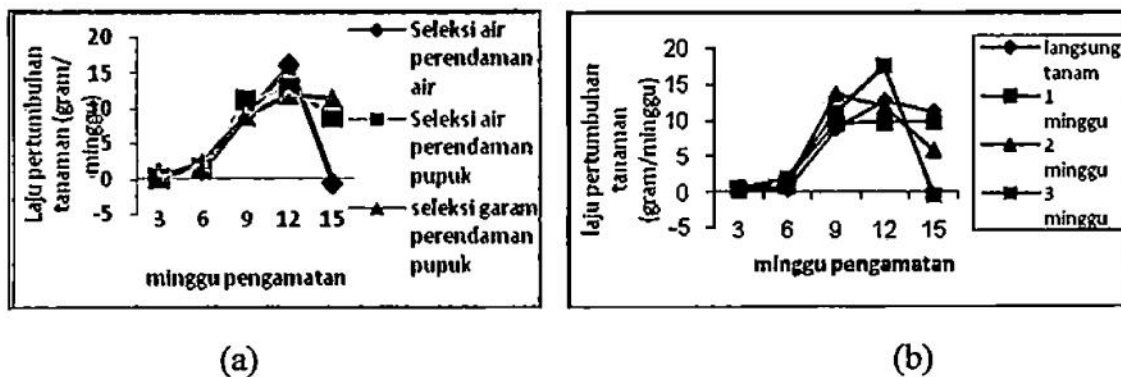 Laju pertumbuhan
tanaman (gram/
minggu)
20
15
10
5
0
-5
3 6 9 12 15
minggu pengamatan
Seleksi air
perendaman
air
Seleksi air
perendaman
pupuk
seleksi garam
perendaman
pupuk
(a)
laju pertumbuhan
tanaman
(gram/minggu)
20
15
10
5
0
-5
3 6 9 12 15
minggu pengamatan
langsung
tanam
1
minggu
2
minggu
3
minggu
(b)